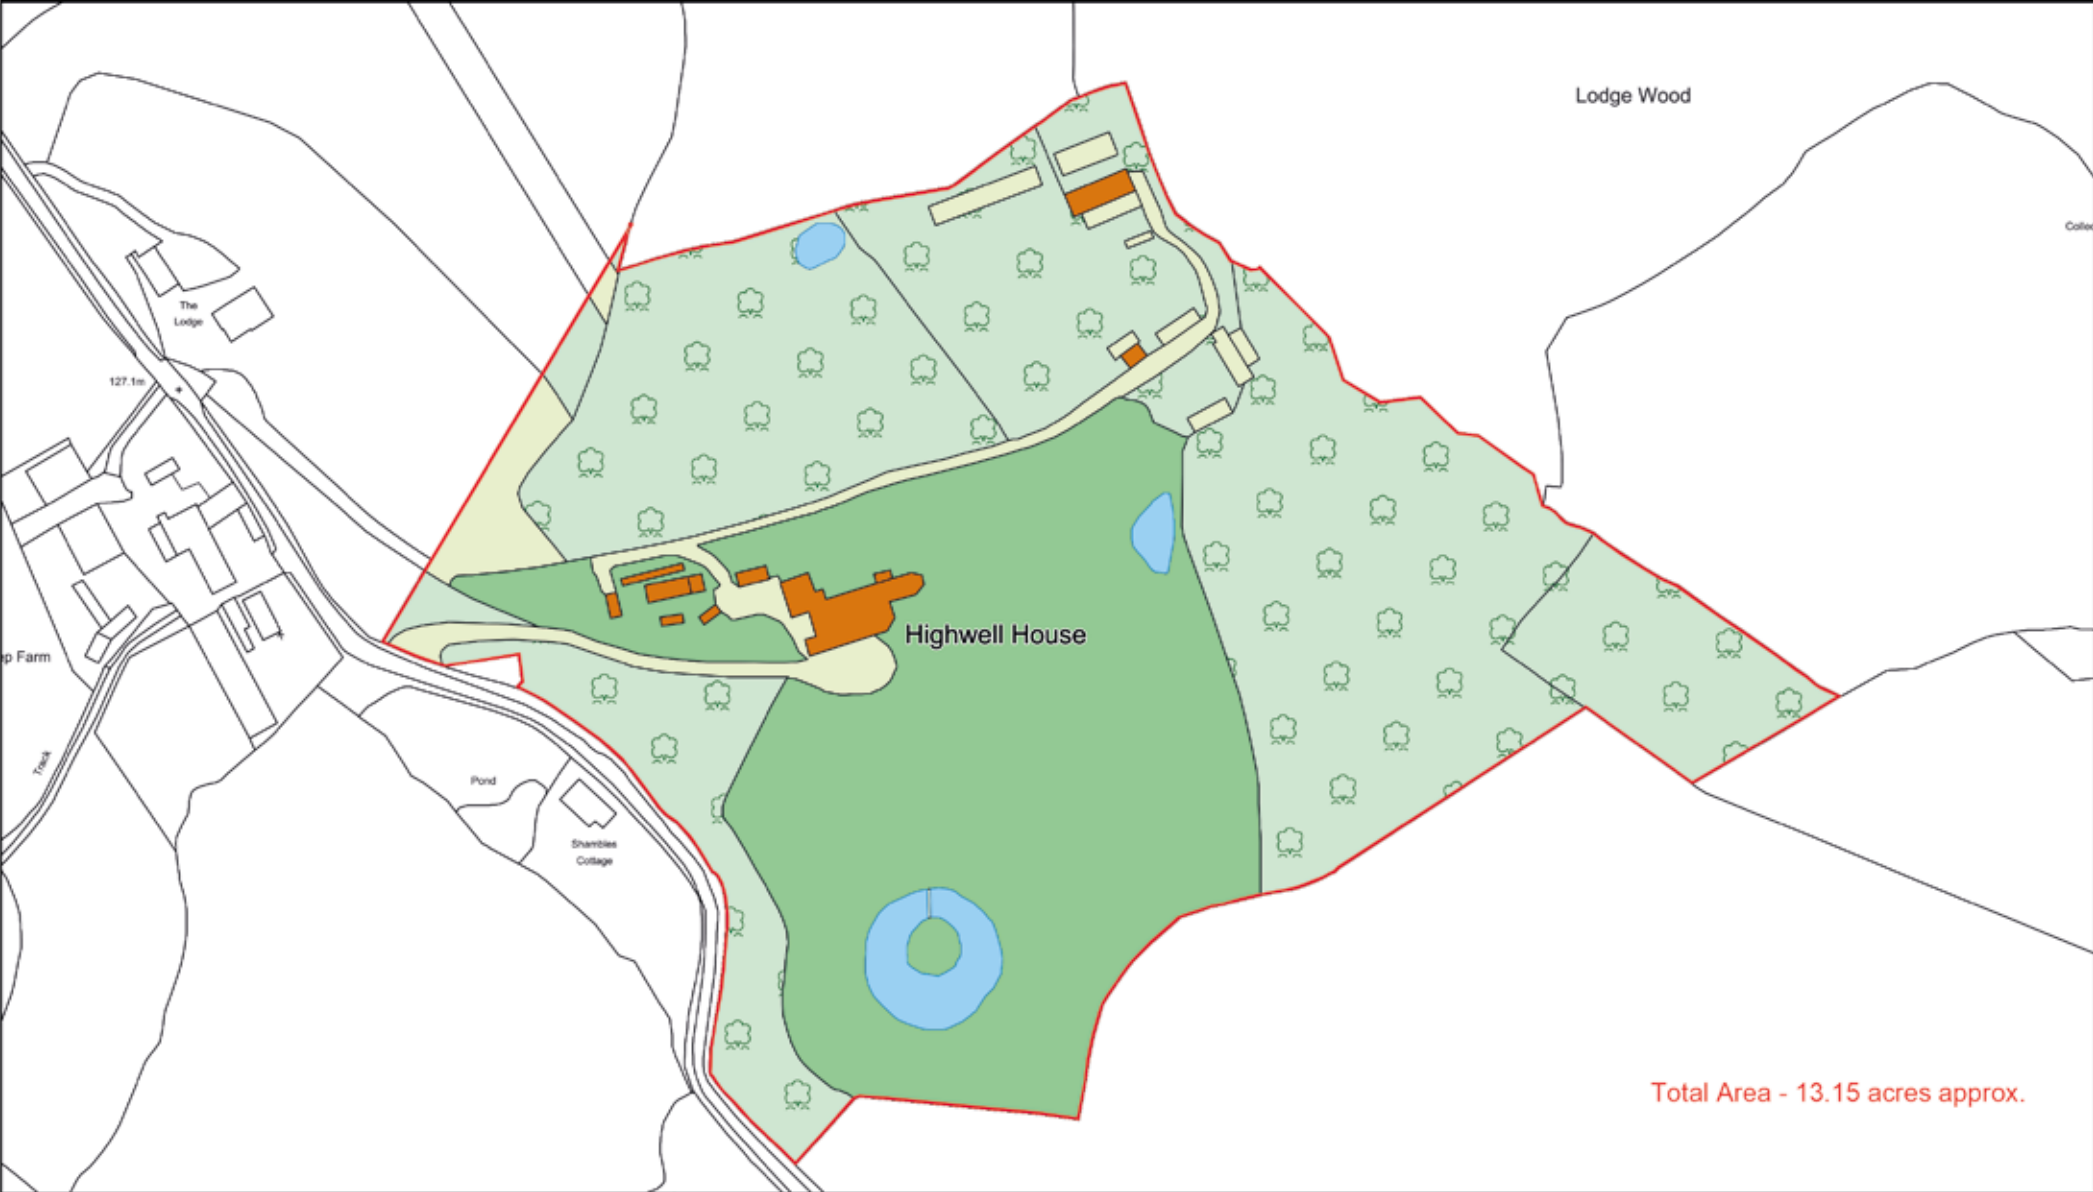 Lodge Wood
The
Lodge
127.1m
Highwell House
Farm
Track
Pond
Shambles
Cottage
Total Area - 13.15 acres approx.